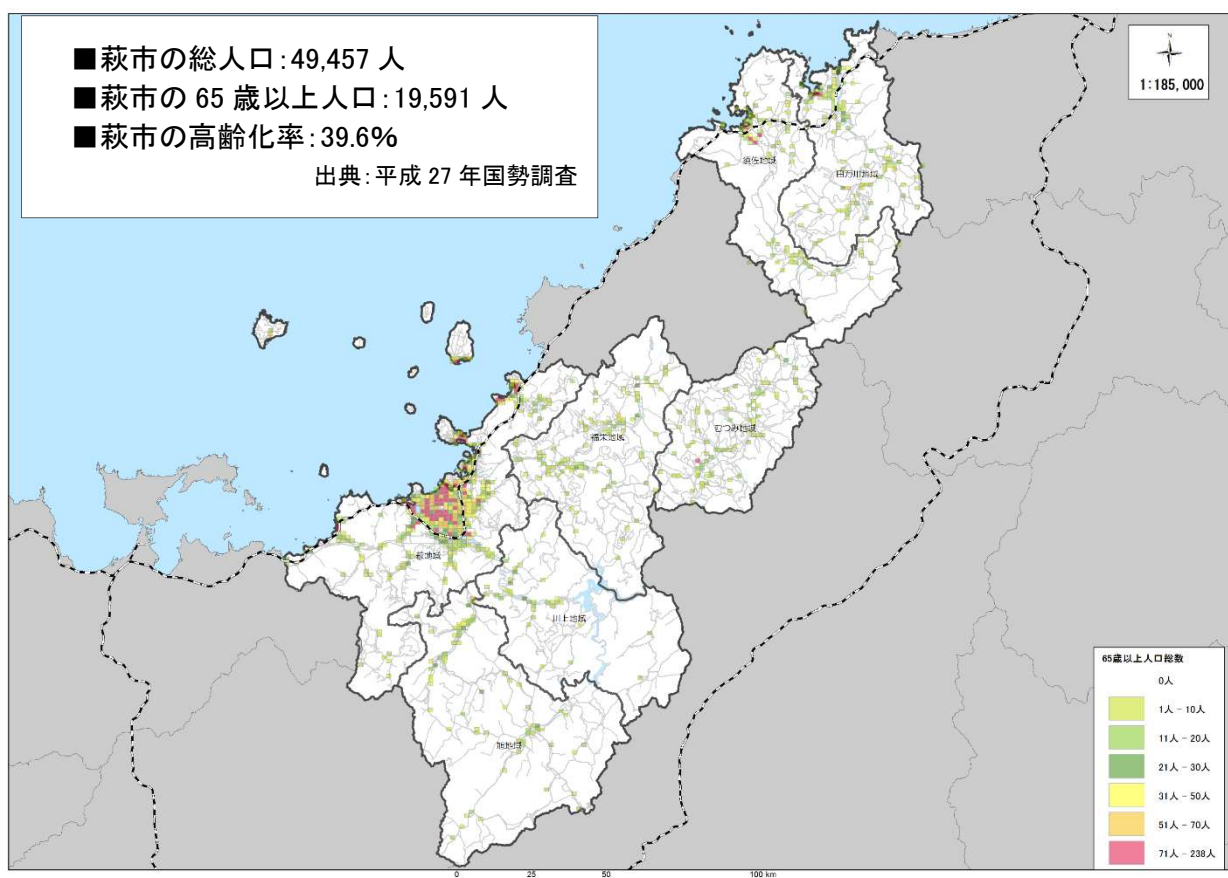 ■萩市の総人口:49,457 人
■萩市の 65 歳以上人口:19,591 人
■萩市の高齢化率:39.6%
出典:平成 27 年国勢調査
N
1:185,000
須佐地域
田万川地域
むつみ地域
福栄地域
萩地域
川上地域
旭地域
65歳以上人口総数
0人
1人 - 10人
11人 - 20人
21人 - 30人
31人 - 50人
51人 - 70人
71人 - 238人
0 25 50 100 km